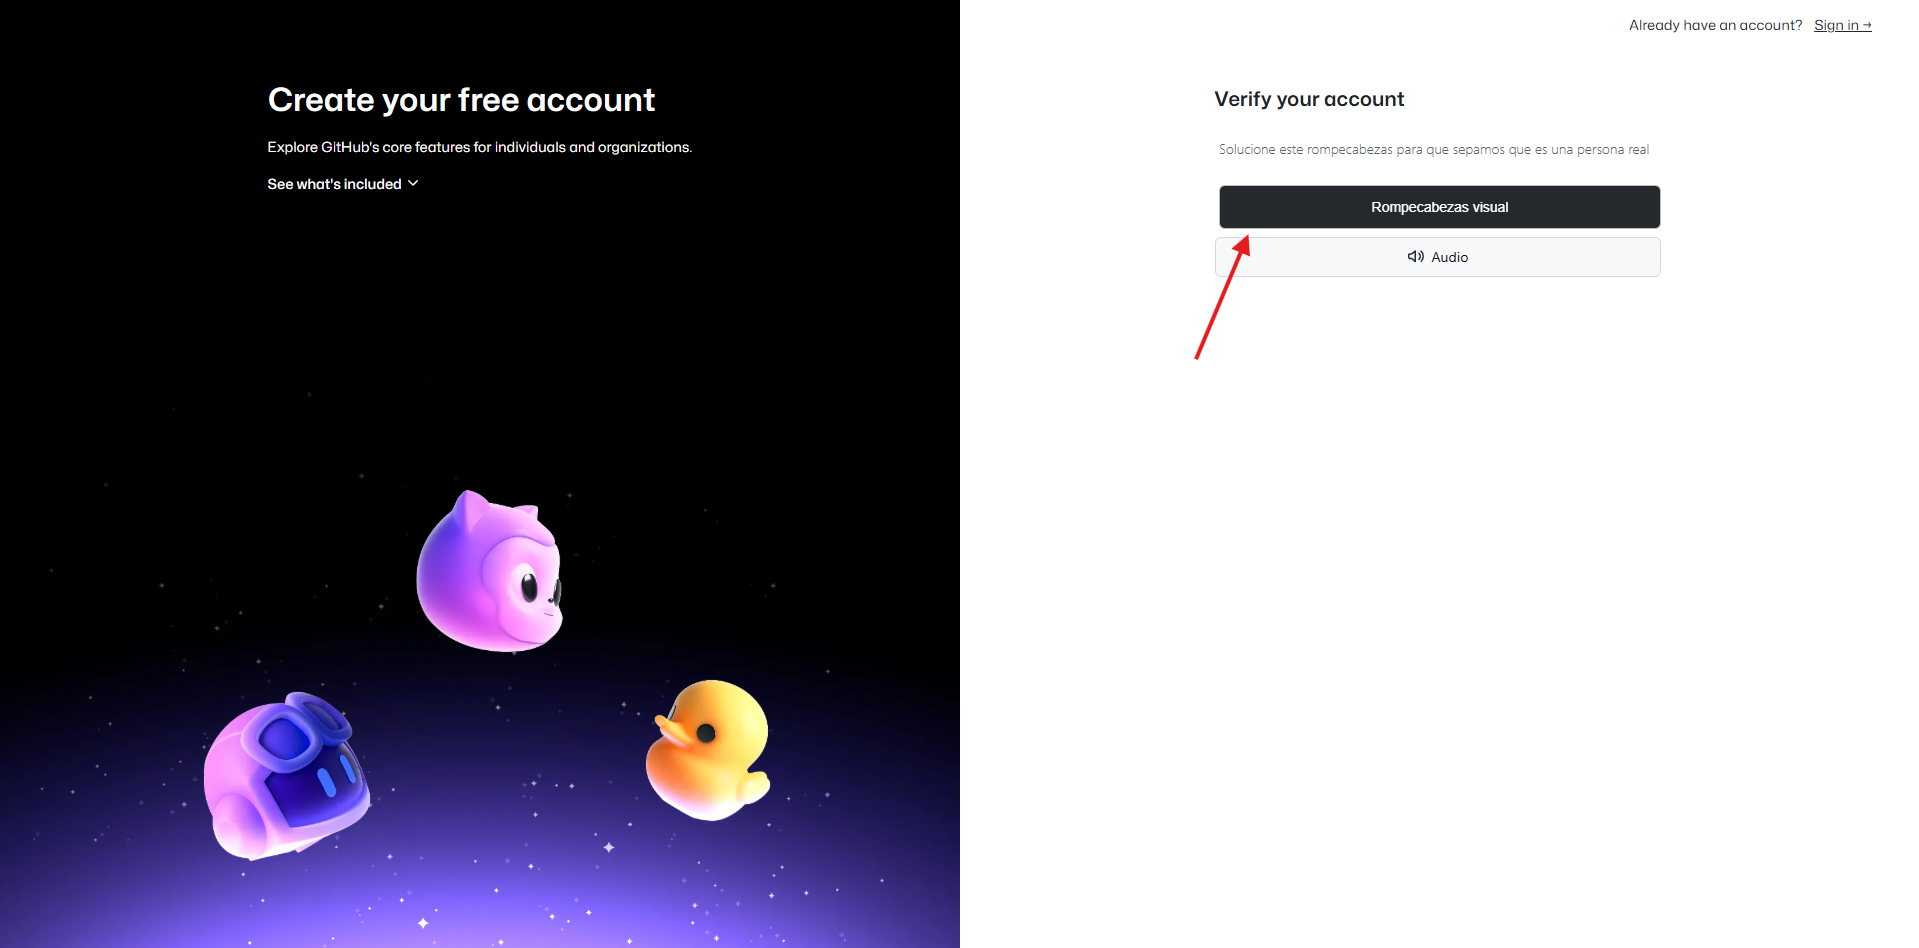 Already have an account? Sign in →
Create your free account
Explore GitHub's core features for individuals and organizations.
See what's included
Verify your account
Solucione este rompecabezas para que sepamos que es una persona real
Rompecabezas visual
Audio